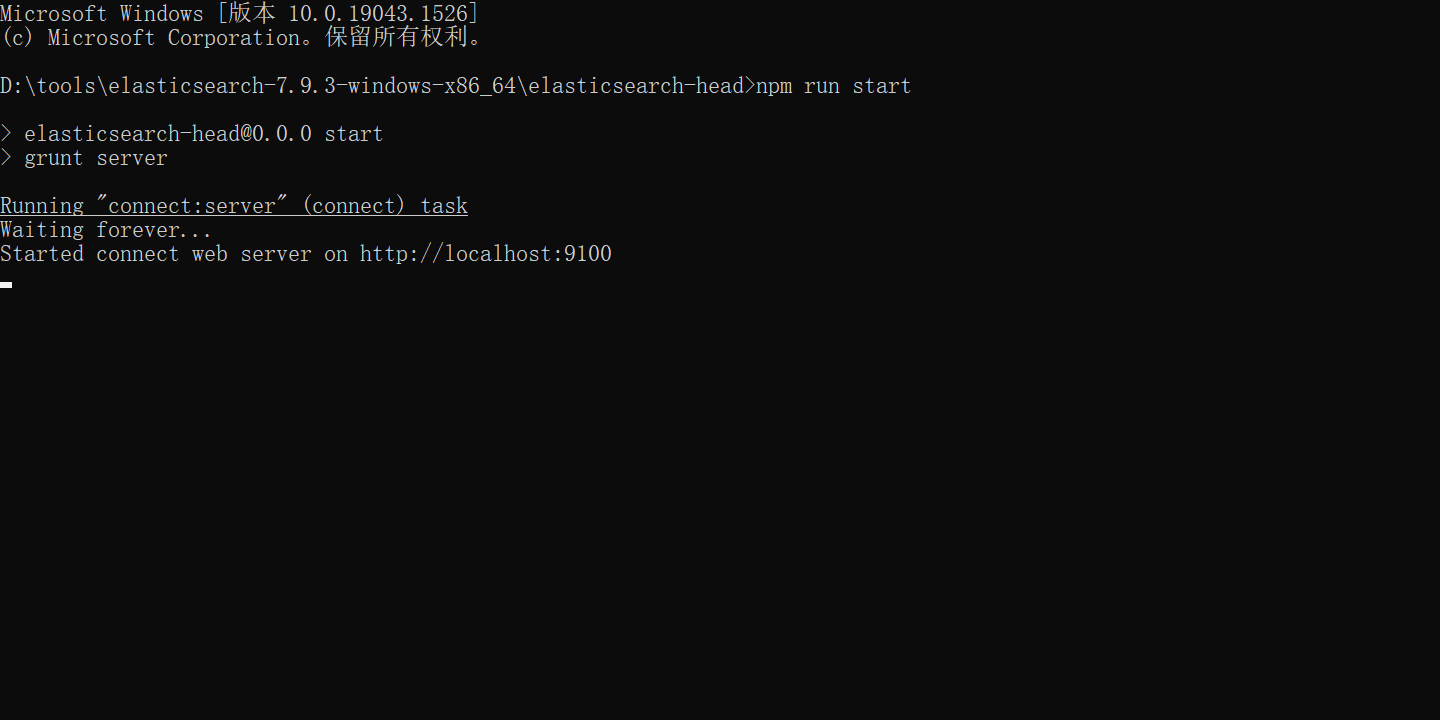 Microsoft Windows [版本 10.0.19043.1526]
(c) Microsoft Corporation。保留所有权利。
D:\tools\elasticsearch-7.9.3-windows-x86_64\elasticsearch-head>npm run start
> elasticsearch-head@0.0.0 start
> grunt server
Running "connect:server" (connect) task
Waiting forever...
Started connect web server on http://localhost:9100